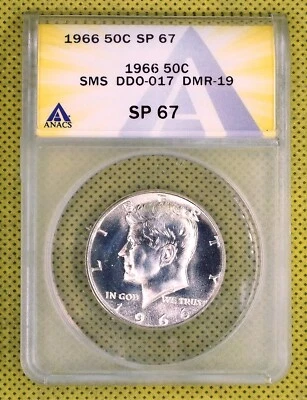 1966 50C SP 67
1966 50C
SMS DDO-017 DMR-19
SP 67
ANACS
LIBERTY
IN GOD WE TRUST
1966